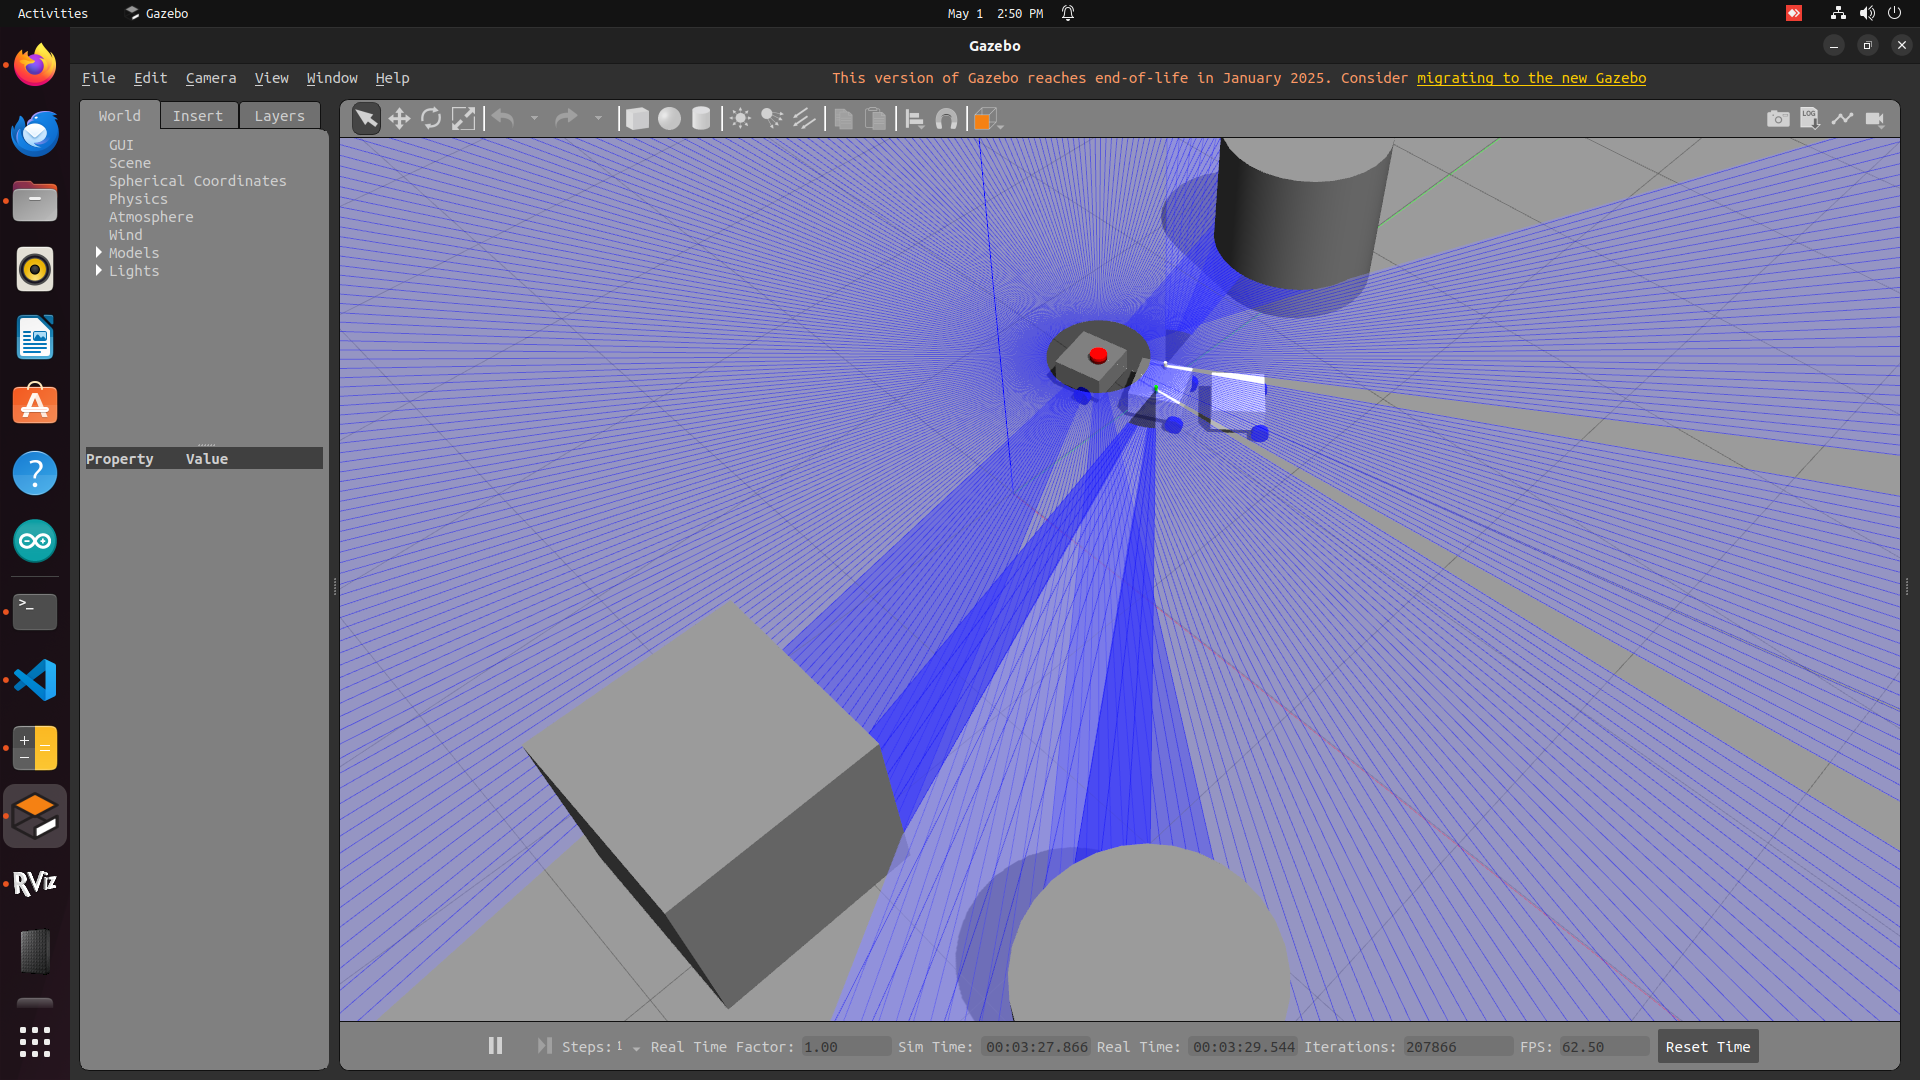 Activities Gazebo May 1 2:50 PM
Gazebo
File Edit Camera View Window Help This version of Gazebo reaches end-of-life in January 2025. Consider migrating to the new Gazebo
World Insert Layers
LOG
GUI
Scene
Spherical Coordinates
Physics
Atmosphere
Wind
Models
Lights
Property Value
RViz
Steps: 1 Real Time Factor: 1.00 Sim Time: 00:03:27.866 Real Time: 00:03:29.544 Iterations: 207866 FPS: 62.50 Reset Time